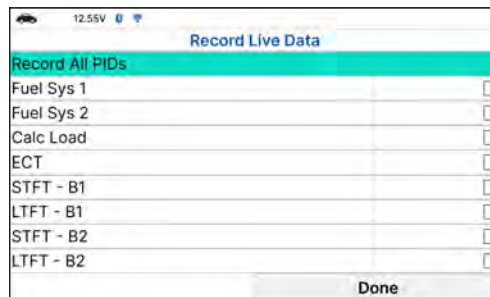 12.55V
Record Live Data
Record All PIDs
Fuel Sys 1
Fuel Sys 2
Calc Load
ECT
STFT - B1
LTFT - B1
STFT - B2
LTFT - B2
Done